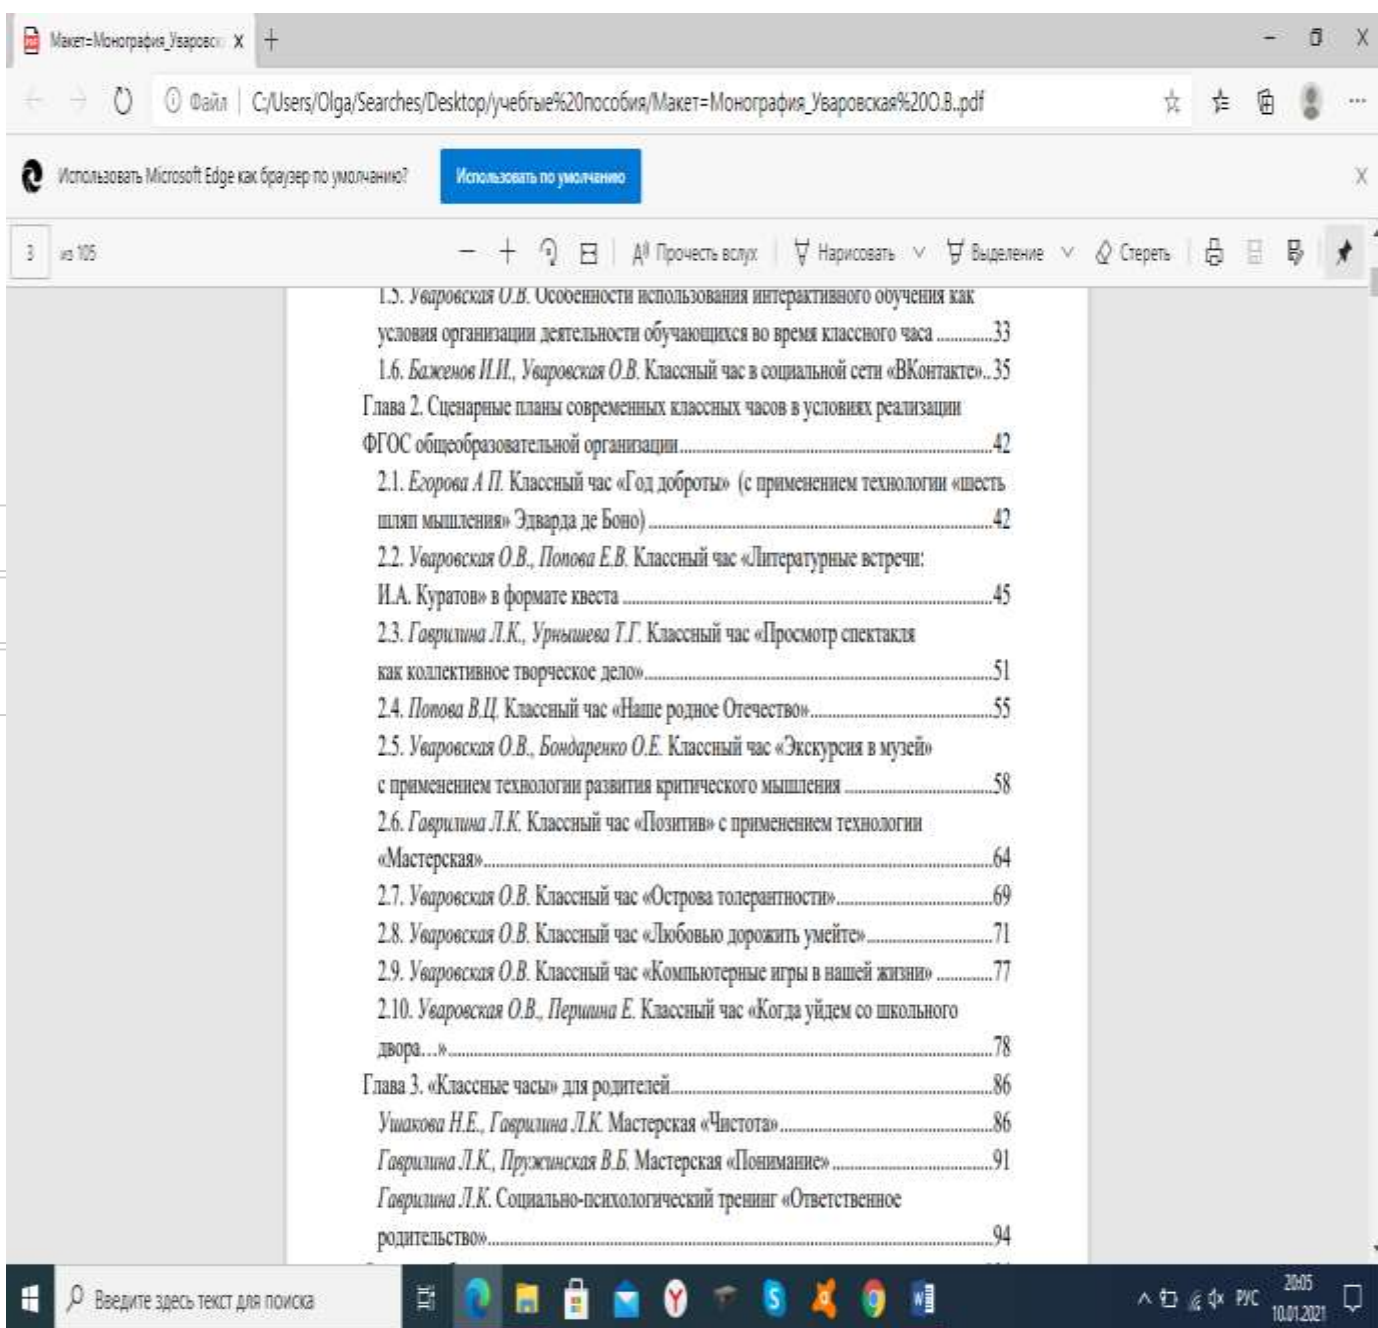 Макет=Монография_Уваровс
Файл | C:/Users/Olga/Searches/Desktop/учебгые%20пособия/Макет=Монография_Уваровская%20О.В..pdf
Использовать Microsoft Edge как браузер по умолчанию? Использовать по умолчанию
3 из 105 Прочесть вслух Нарисовать Выделение Стереть
1.5. Уваровская О.В. Особенности использования интерактивного обучения как
условия организации деятельности обучающихся во время классного часа .............33
1.6. Баженов И.И., Уваровская О.В. Классный час в социальной сети «ВКонтакте»..35
Глава 2. Сценарные планы современных классных часов в условиях реализации
ФГОС общеобразовательной организации..........42
2.1. Егорова А П. Классный час «Год доброты» (с применением технологии «шесть
шляп мышления» Эдварда де Боно)..........42
2.2. Уваровская О.В., Попова Е.В. Классный час «Литературные встречи:
И.А. Куратов» в формате квеста..........45
2.3. Гаврилина Л.К., Урнышева Т.Г. Классный час «Просмотр спектакля
как коллективное творческое дело»..........51
2.4. Попова В.Ц. Классный час «Наше родное Отечество»..........55
2.5. Уваровская О.В., Бондаренко О.Е. Классный час «Экскурсия в музей»
с применением технологии развития критического мышления..........58
2.6. Гаврилина Л.К. Классный час «Позитив» с применением технологии
«Мастерская»..........64
2.7. Уваровская О.В. Классный час «Острова толерантности»..........69
2.8. Уваровская О.В. Классный час «Любовью дорожить умейте»..........71
2.9. Уваровская О.В. Классный час «Компьютерные игры в нашей жизни» .............77
2.10. Уваровская О.В., Першина Е. Классный час «Когда уйдем со школьного
двора…»..........78
Глава 3. «Классные часы» для родителей..........86
Ушакова Н.Е., Гаврилина Л.К. Мастерская «Чистота»..........86
Гаврилина Л.К., Пружинская В.Б. Мастерская «Понимание»..........91
Гаврилина Л.К. Социально-психологический тренинг «Ответственное
родительство»..........94
Введите здесь текст для поиска РУС 20:05
10.01.2021